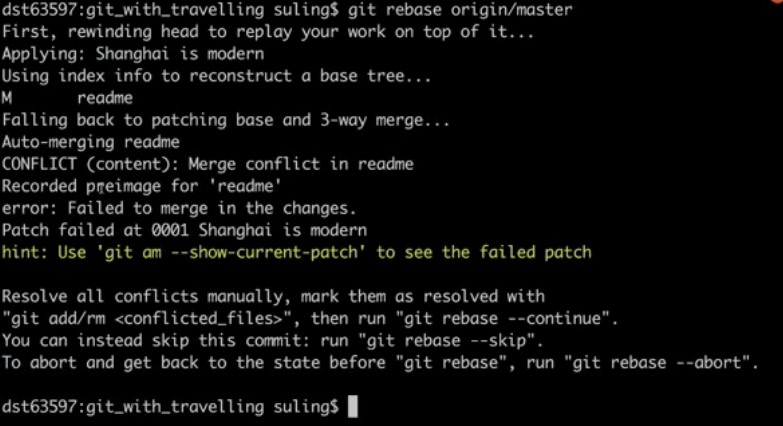 dst63597:git_with_travelling suling$ git rebase origin/master
First, rewinding head to replay your work on top of it...
Applying: Shanghai is modern
Using index info to reconstruct a base tree...
M       readme
Falling back to patching base and 3-way merge...
Auto-merging readme
CONFLICT (content): Merge conflict in readme
Recorded preimage for 'readme'
error: Failed to merge in the changes.
Patch failed at 0001 Shanghai is modern
hint: Use 'git am --show-current-patch' to see the failed patch
Resolve all conflicts manually, mark them as resolved with
"git add/rm <conflicted_files>", then run "git rebase --continue".
You can instead skip this commit: run "git rebase --skip".
To abort and get back to the state before "git rebase", run "git rebase --abort".
dst63597:git_with_travelling suling$